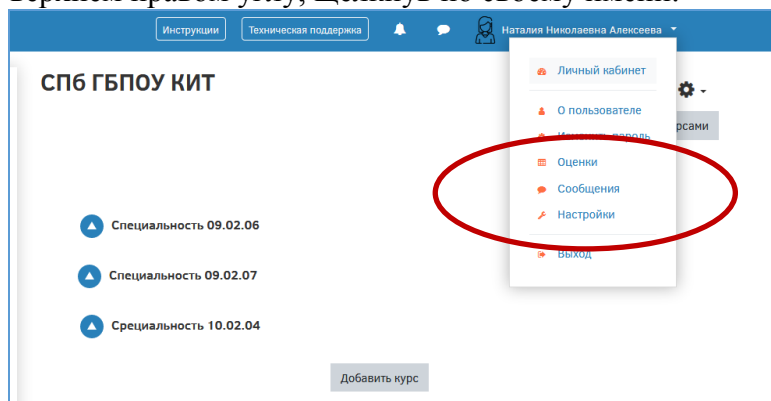 верхнем правом углу, щелкнув по своему имени.
Инструкции Техническая поддержка Наталия Николаевна Алексеева
СПб ГБПОУ КИТ
Личный кабинет
О пользователе
рсами
Изменить пароль
Оценки
Сообщения
Настройки
Специальность 09.02.06
Выход
Специальность 09.02.07
Срециальность 10.02.04
Добавить курс